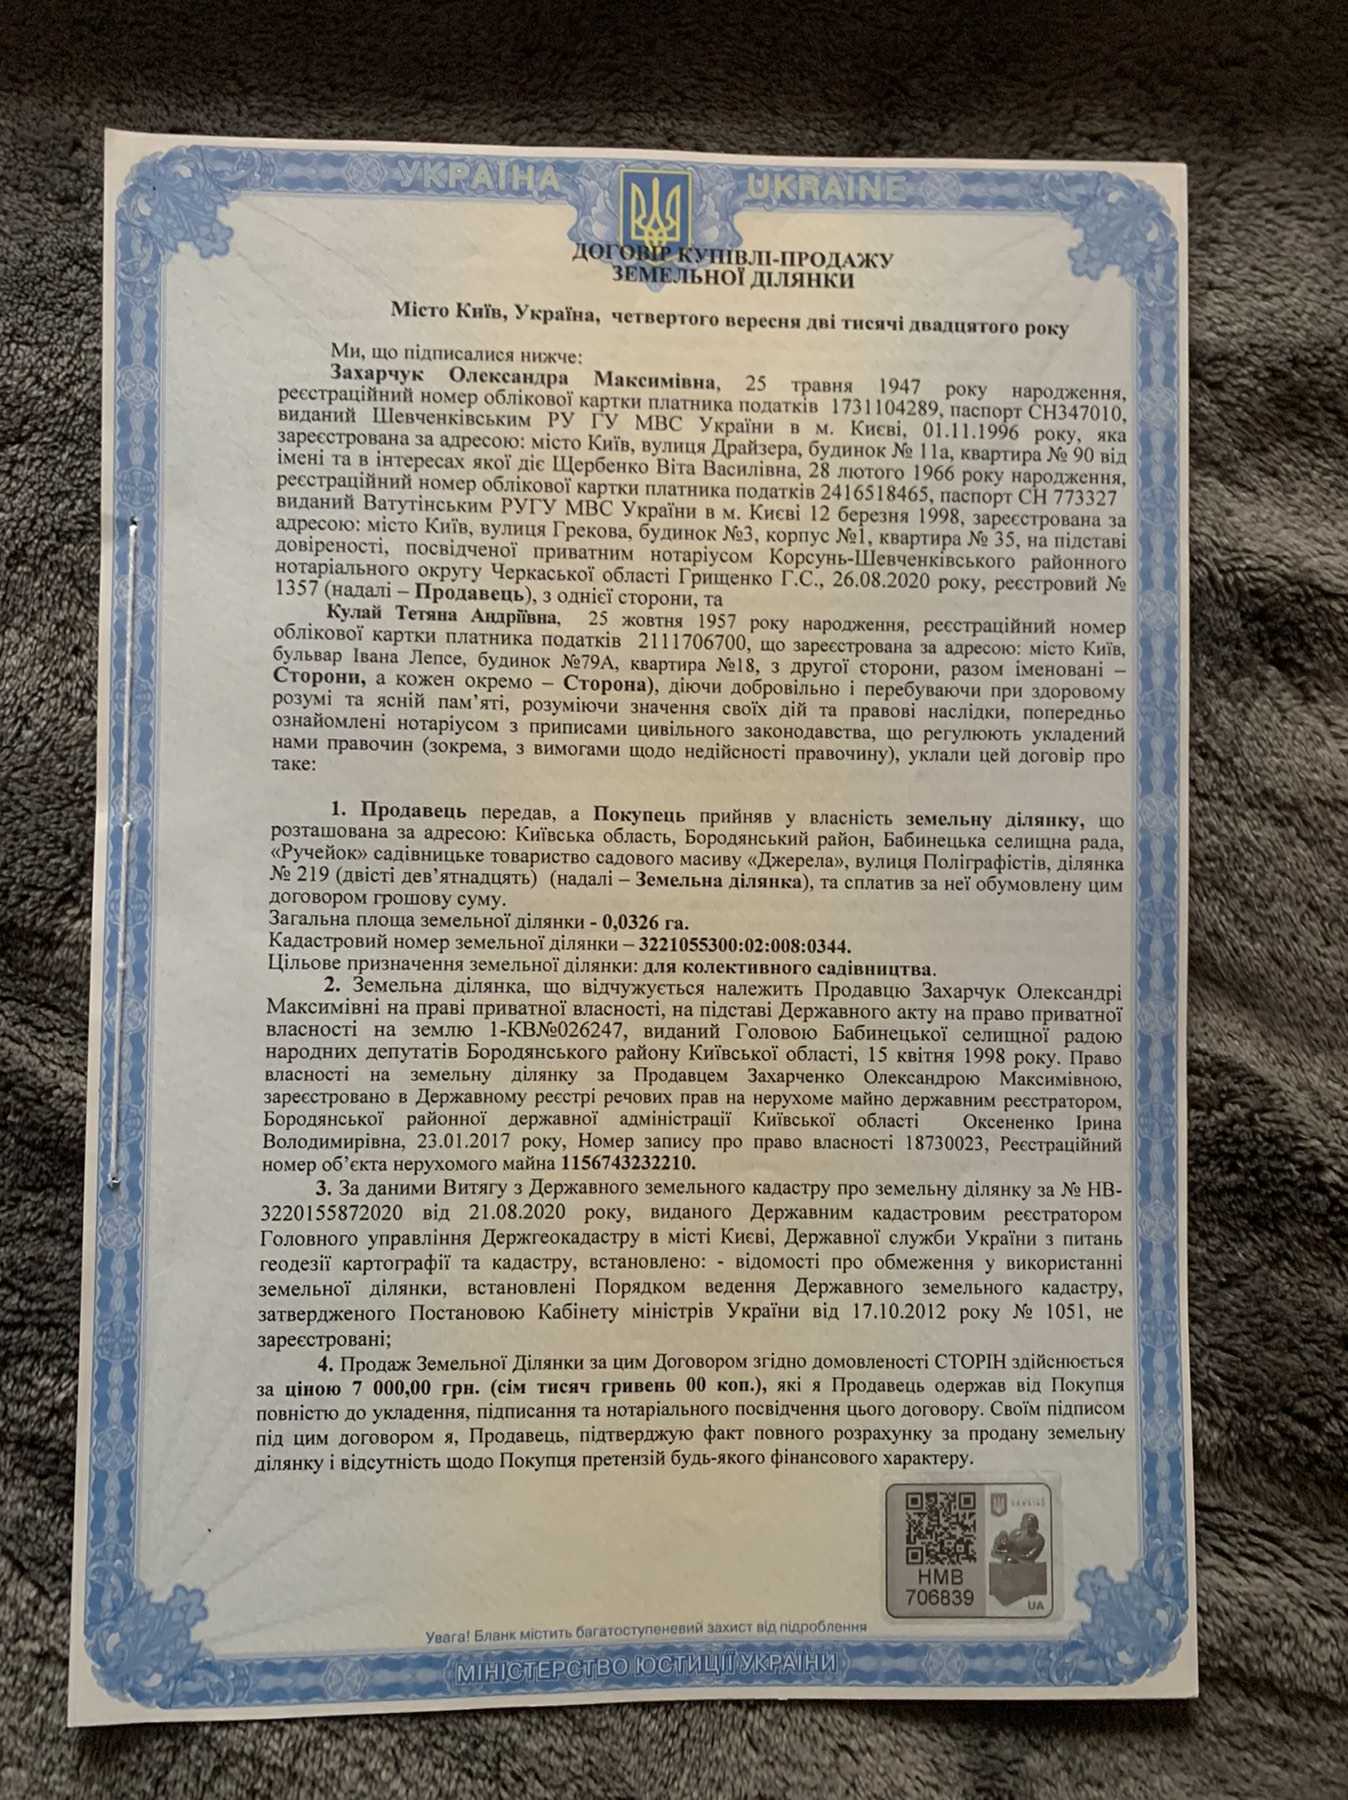 УКРАЇНА UKRAINE
ДОГОВІР КУПІВЛІ-ПРОДАЖУ
ЗЕМЕЛЬНОЇ ДІЛЯНКИ
Місто Київ, Україна, четвертого вересня дві тисячі двадцятого року
Ми, що підписалися нижче:
Захарчук Олександра Максимівна, 25 травня 1947 року народження,
реєстраційний номер облікової картки платника податків 1731104289, паспорт СН347010,
виданий Шевченківським РУ ГУ МВС України в м. Києві, 01.11.1996 року, яка
зареєстрована за адресою: місто Київ, вулиця Драйзера, будинок № 11а, квартира № 90 від
імені та в інтересах якої діє Щербенко Віта Василівна, 28 лютого 1966 року народження,
реєстраційний номер облікової картки платника податків 2416518465, паспорт СН 773327
виданий Ватутінським РУГУ МВС України в м. Києві 12 березня 1998, зареєстрована за
адресою: місто Київ, вулиця Грекова, будинок №3, корпус №1, квартира № 35, на підставі
довіреності, посвідченої приватним нотаріусом Корсунь-Шевченківського районного
нотаріального округу Черкаської області Грищенко Г.С., 26.08.2020 року, реєстровий №
1357 (надалі – Продавець), з однієї сторони, та
Кулай Тетяна Андріївна, 25 жовтня 1957 року народження, реєстраційний номер
облікової картки платника податків 2111706700, що зареєстрована за адресою: місто Київ,
бульвар Івана Лепсе, будинок №79А, квартира №18, з другої сторони, разом іменовані –
Сторони, а кожен окремо – Сторона), діючи добровільно і перебуваючи при здоровому
розумі та ясній пам’яті, розуміючи значення своїх дій та правові наслідки, попередньо
ознайомлені нотаріусом з приписами цивільного законодавства, що регулюють укладений
нами правочин (зокрема, з вимогами щодо недійсності правочину), уклали цей договір про
таке:
1. Продавець передав, а Покупець прийняв у власність земельну ділянку, що
розташована за адресою: Київська область, Бородянський район, Бабинецька селищна рада,
«Ручейок» садівницьке товариство садового масиву «Джерела», вулиця Поліграфістів, ділянка
№ 219 (двісті дев’ятнадцять) (надалі – Земельна ділянка), та сплатив за неї обумовлену цим
договором грошову суму.
Загальна площа земельної ділянки - 0,0326 га.
Кадастровий номер земельної ділянки – 3221055300:02:008:0344.
Цільове призначення земельної ділянки: для колективного садівництва.
2. Земельна ділянка, що відчужується належить Продавцю Захарчук Олександрі
Максимівні на праві приватної власності, на підставі Державного акту на право приватної
власності на землю 1-КВ№026247, виданий Головою Бабинецької селищної радою
народних депутатів Бородянського району Київської області, 15 квітня 1998 року. Право
власності на земельну ділянку за Продавцем Захарченко Олександрою Максимівною,
зареєстровано в Державному реєстрі речових прав на нерухоме майно державним реєстратором,
Бородянської районної державної адміністрації Київської області Оксененко Ірина
Володимирівна, 23.01.2017 року, Номер запису про право власності 18730023, Реєстраційний
номер об’єкта нерухомого майна 1156743232210.
3. За даними Витягу з Державного земельного кадастру про земельну ділянку за № НВ-
3220155872020 від 21.08.2020 року, виданого Державним кадастровим реєстратором
Головного управління Держгеокадастру в місті Києві, Державної служби України з питань
геодезії картографії та кадастру, встановлено: - відомості про обмеження у використанні
земельної ділянки, встановлені Порядком ведення Державного земельного кадастру,
затвердженого Постановою Кабінету міністрів України від 17.10.2012 року № 1051, не
зареєстровані;
4. Продаж Земельної Ділянки за цим Договором згідно домовленості СТОРІН здійснюється
за ціною 7 000,00 грн. (сім тисяч гривень 00 коп.), які я Продавець одержав від Покупця
повністю до укладення, підписання та нотаріального посвідчення цього договору. Своїм підписом
під цим договором я, Продавець, підтверджую факт повного розрахунку за продану земельну
ділянку і відсутність щодо Покупця претензій будь-якого фінансового характеру.
НМВ
706839
UA
Увага! Бланк містить багатоступеневий захист від підроблення
МІНІСТЕРСТВО ЮСТИЦІЇ УКРАЇНИ